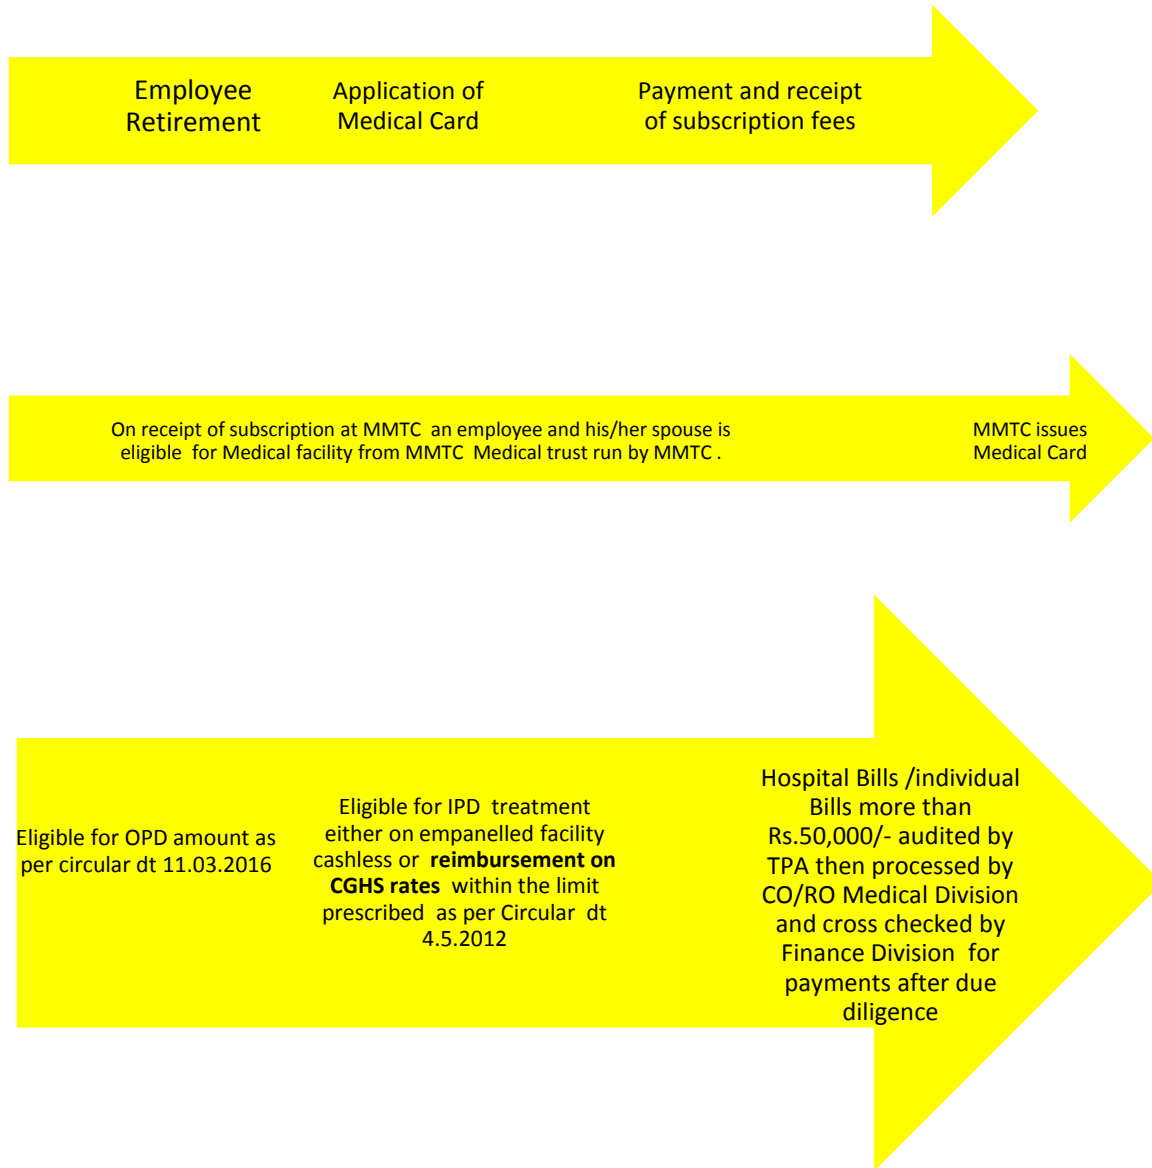 Employee
Retirement
Application of
Medical Card
Payment and receipt
of subscription fees
On receipt of subscription at MMTC an employee and his/her spouse is
eligible for Medical facility from MMTC Medical trust run by MMTC .
MMTC issues
Medical Card
Eligible for OPD amount as
per circular dt 11.03.2016
Eligible for IPD treatment
either on empanelled facility
cashless or reimbursement on
CGHS rates within the limit
prescribed as per Circular dt
4.5.2012
Hospital Bills /individual
Bills more than
Rs.50,000/- audited by
TPA then processed by
CO/RO Medical Division
and cross checked by
Finance Division for
payments after due
diligence